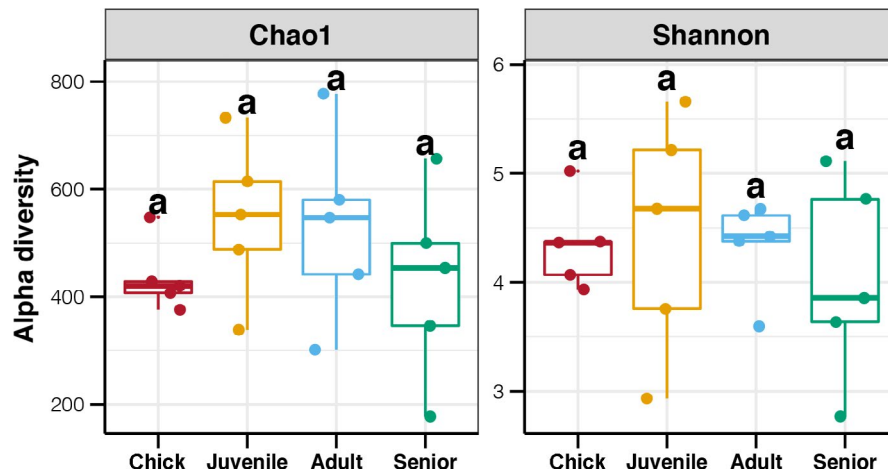 Chao1
Shannon
Alpha diversity
800
600
400
200
a
a
a
a
Chick
Juvenile
Adult
Senior
6
5
4
3
a
a
a
a
Chick
Juvenile
Adult
Senior